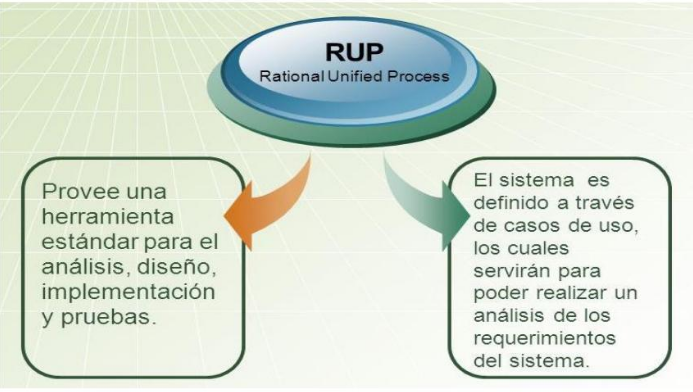 RUP
Rational Unified Process
Provee una
herramienta
estándar para el
análisis, diseño,
implementación
y pruebas.
El sistema es
definido a través
de casos de uso,
los cuales
servirán para
poder realizar un
análisis de los
requerimientos
del sistema.